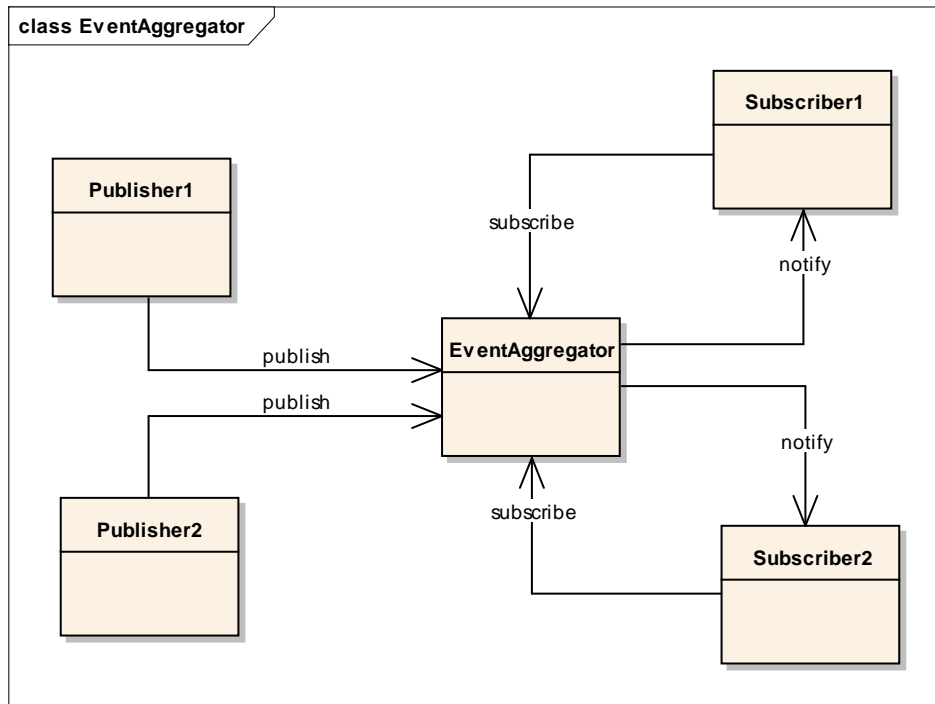 class EventAggregator
Subscriber1
Publisher1
subscribe
notify
EventAggregator
publish
publish
notify
subscribe
Publisher2
Subscriber2